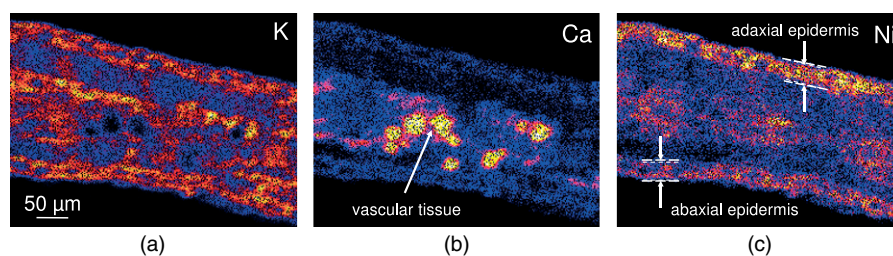 K
50 µm
(a)
Ca
vascular tissue
(b)
Ni
adaxial epidermis
abaxial epidermis
(c)